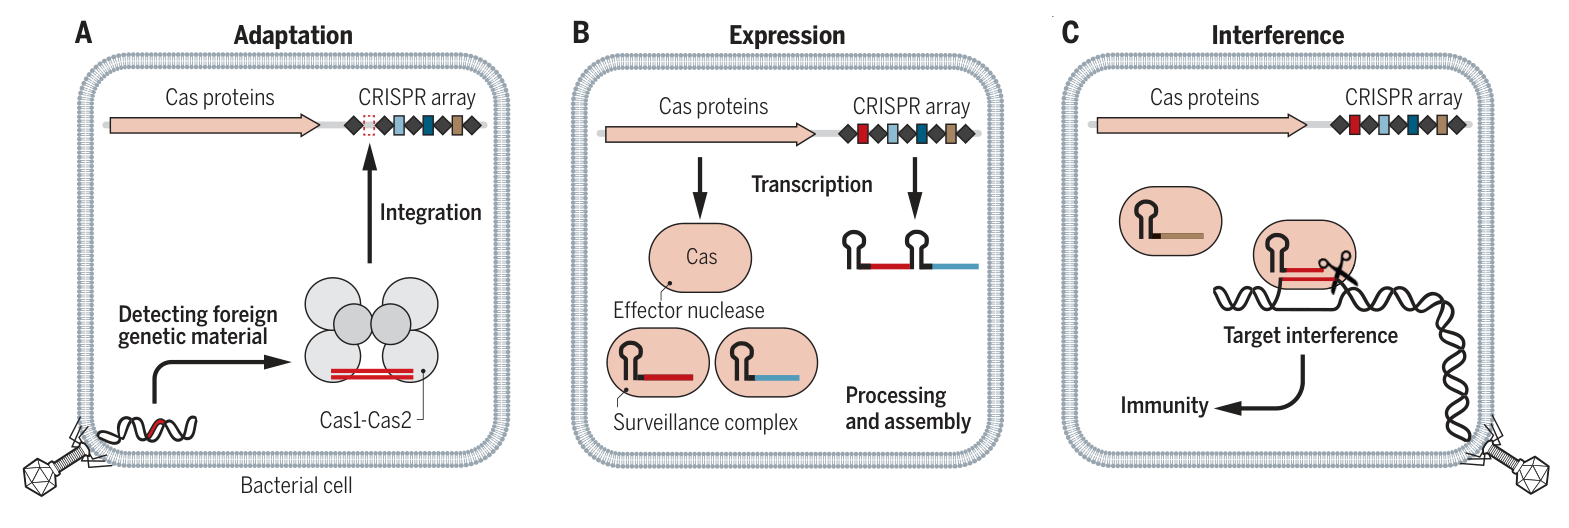 A
Adaptation
Cas proteins
CRISPR array
Integration
Detecting foreign
genetic material
Cas1-Cas2
Bacterial cell
B
Expression
Cas proteins
CRISPR array
Transcription
Cas
Effector nuclease
Surveillance complex
Processing
and assembly
C
Interference
Cas proteins
CRISPR array
Target interference
Immunity